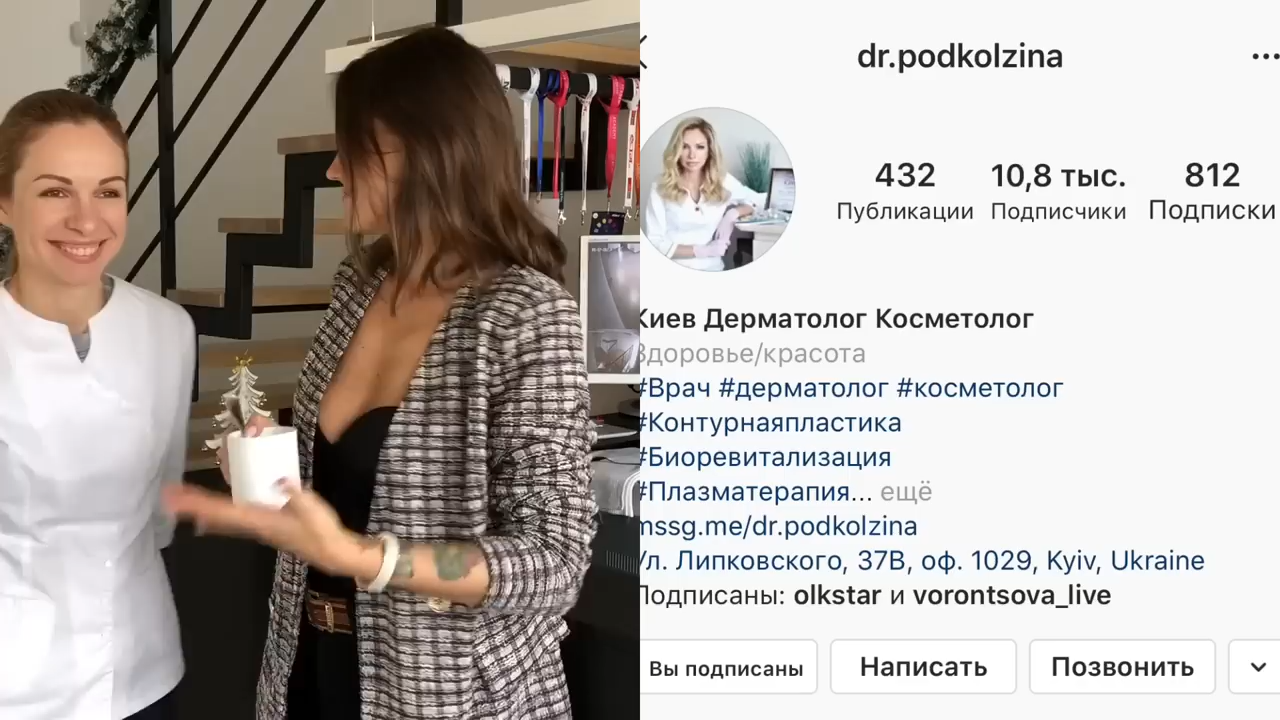 dr.podkolzina
432 10,8 тыс. 812
Публикации Подписчики Подписки
Киев Дерматолог Косметолог
Здоровье/красота
#Врач #дерматолог #косметолог
#Контурнаяпластика
#Биоревитализация
#Плазматерапия... ещё
mssg.me/dr.podkolzina
Ул. Липковского, 37В, оф. 1029, Kyiv, Ukraine
Подписаны: olkstar и vorontsova_live
Вы подписаны Написать Позвонить